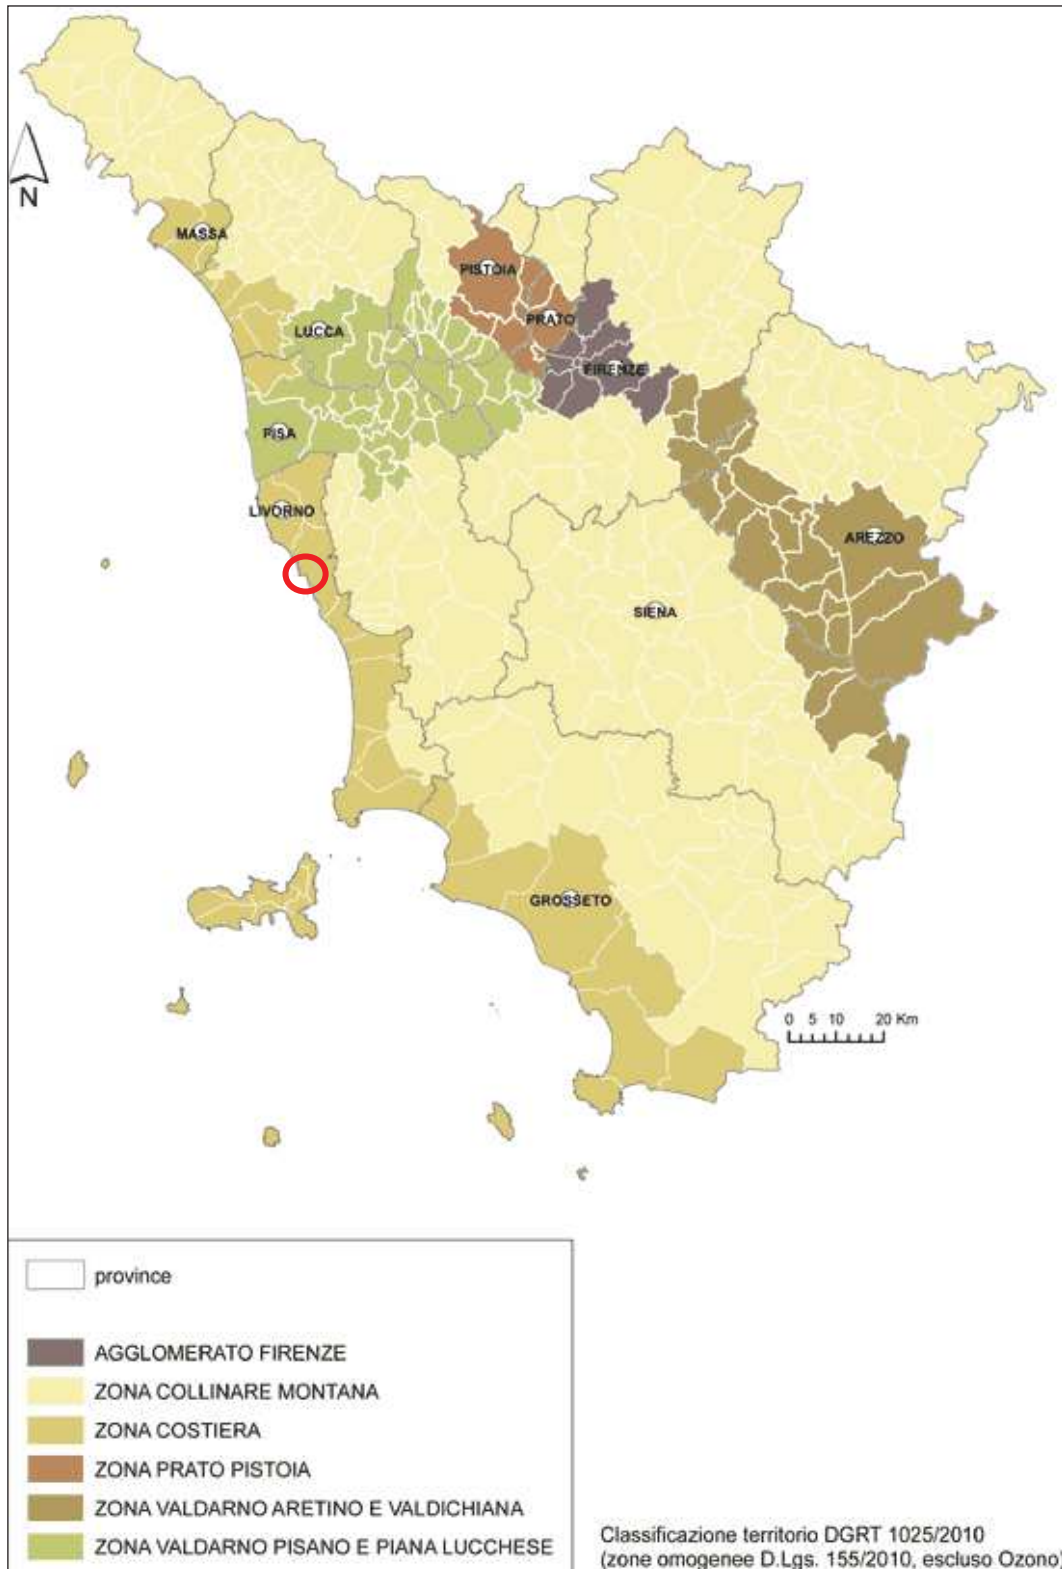 N
MASSA
PISTOIA
LUCCA
PRATO
FIRENZE
PISA
LIVORNO
AREZZO
SIENA
GROSSETO
0 5 10 20 Km
province
AGGLOMERATO FIRENZE
ZONA COLLINARE MONTANA
ZONA COSTIERA
ZONA PRATO PISTOIA
ZONA VALDARNO ARETINO E VALDICHIANA
ZONA VALDARNO PISANO E PIANA LUCCHESE
Classificazione territorio DGRT 1025/2010
(zone omogenee D.Lgs. 155/2010, escluso Ozono)